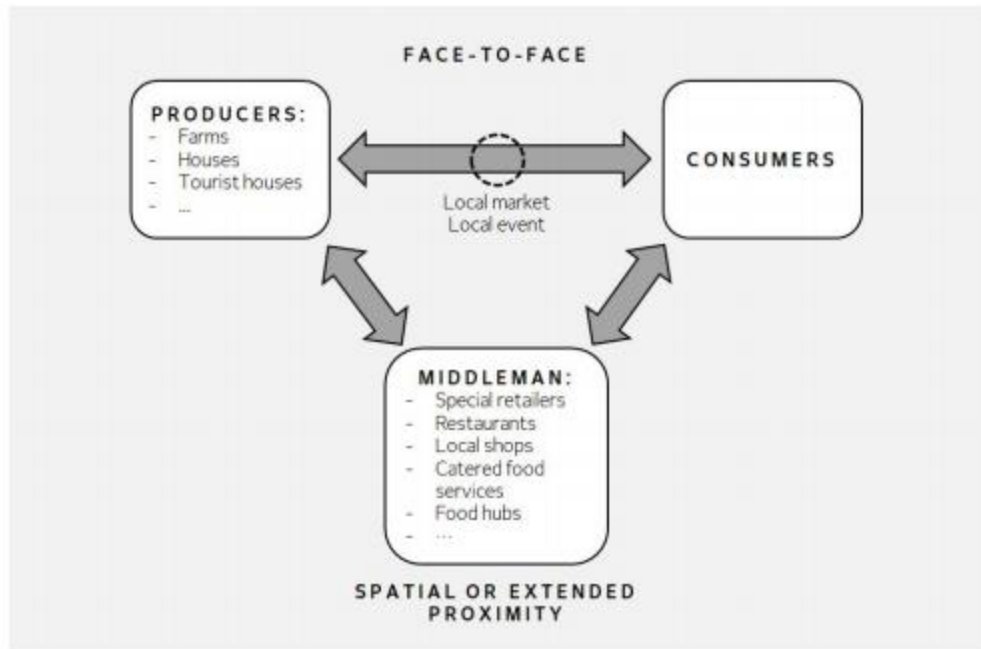 FACE-TO-FACE
PRODUCERS:
- Farms
- Houses
- Tourist houses
- ...
CONSUMERS
Local market
Local event
MIDDLEMAN:
- Special retailers
- Restaurants
- Local shops
- Catered food
services
- Food hubs
- ...
SPATIAL OR EXTENDED
PROXIMITY